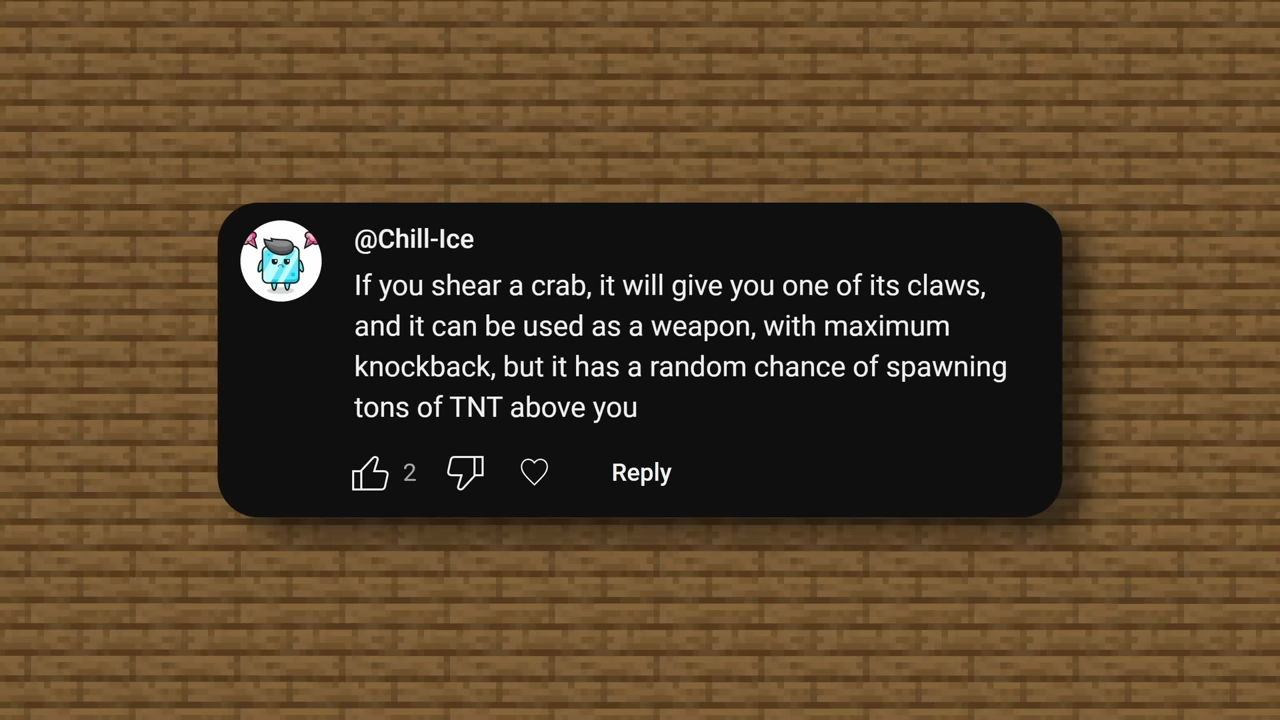 @Chill-Ice
If you shear a crab, it will give you one of its claws,
and it can be used as a weapon, with maximum
knockback, but it has a random chance of spawning
tons of TNT above you
2
Reply